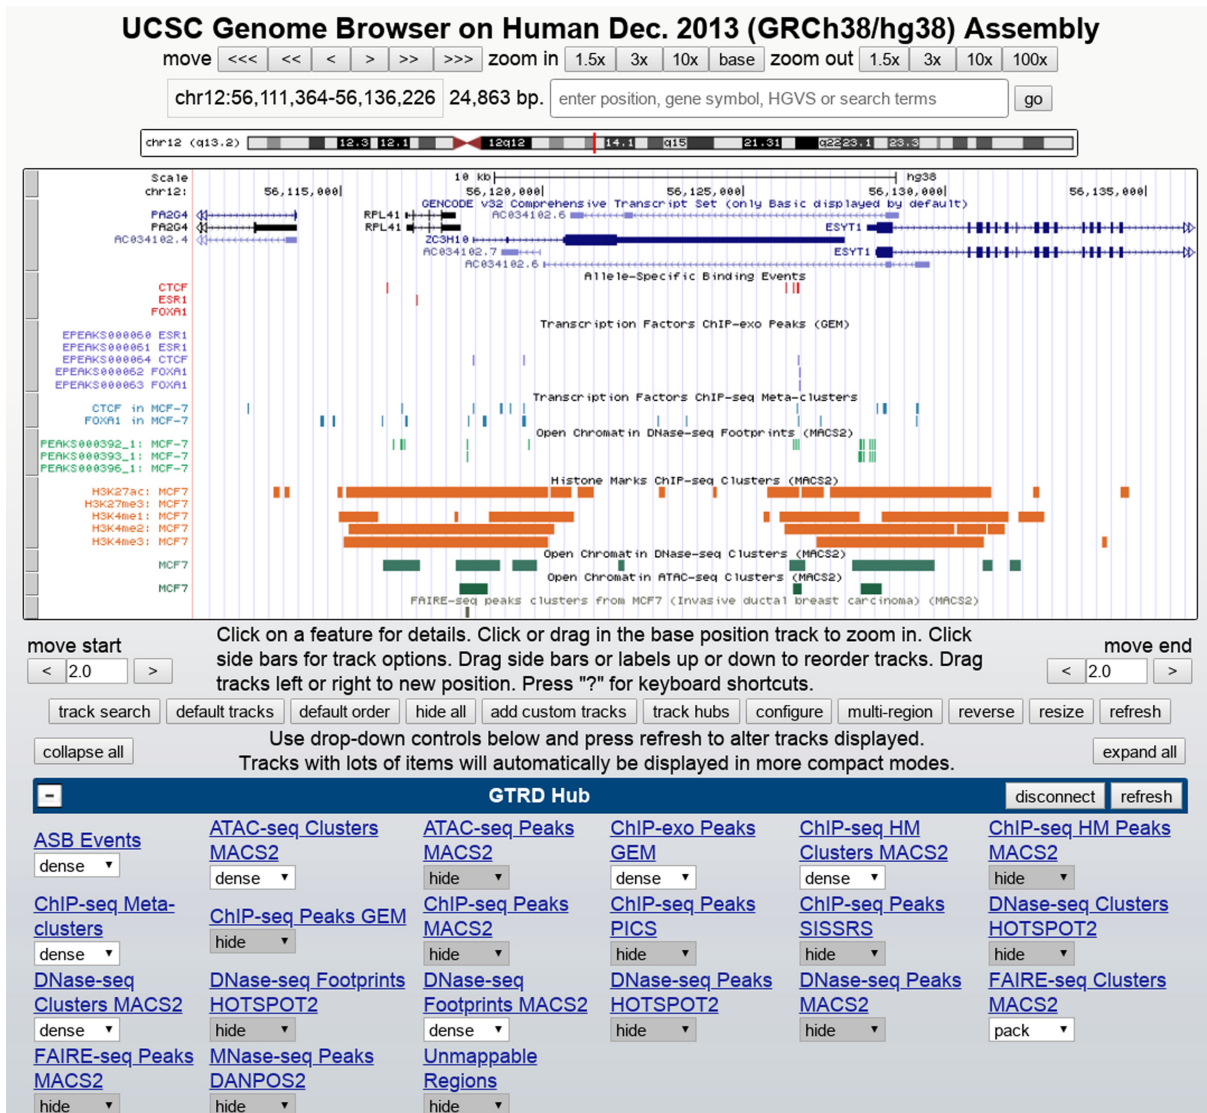 UCSC Genome Browser on Human Dec. 2013 (GRCh38/hg38) Assembly
move <<< << < > >> >>> zoom in 1.5x 3x 10x base zoom out 1.5x 3x 10x 100x
chr12:56,111,364-56,136,226 24,863 bp. enter position, gene symbol, HGVS or search terms go
chr12 (q13.2) 12.3 12.1 12q12 14.1 q15 21.31 q22 23.1 23.3
Scale 10 kb hg38
chr12: 56,115,000 56,120,000 56,125,000 56,130,000 56,135,000
GENCODE v32 Comprehensive Transcript Set (only Basic displayed by default)
PA2G4 RPL41 AC034102.6
PA2G4 RPL41 ESYT1
AC034102.4 ZC3H10
AC034102.7 ESYT1
AC034102.6
Allele-Specific Binding Events
CTCF
ESR1
FOXA1
Transcription Factors ChIP-exo Peaks (GEM)
EPEAKS000060 ESR1
EPEAKS000061 ESR1
EPEAKS000064 CTCF
EPEAKS000062 FOXA1
EPEAKS000063 FOXA1
Transcription Factors ChIP-seq Meta-clusters
CTCF in MCF-7
FOXA1 in MCF-7
Open Chromatin DNase-seq Footprints (MACS2)
PEAKS000392_1: MCF-7
PEAKS000393_1: MCF-7
PEAKS000396_1: MCF-7
Histone Marks ChIP-seq Clusters (MACS2)
H3K27ac: MCF7
H3K27me3: MCF7
H3K4me1: MCF7
H3K4me2: MCF7
H3K4me3: MCF7
Open Chromatin DNase-seq Clusters (MACS2)
MCF7
Open Chromatin ATAC-seq Clusters (MACS2)
MCF7
FAIRE-seq peaks clusters from MCF7 (Invasive ductal breast carcinoma) (MACS2)
move start
< 2.0 >
Click on a feature for details. Click or drag in the base position track to zoom in. Click
side bars for track options. Drag side bars or labels up or down to reorder tracks. Drag
tracks left or right to new position. Press "?" for keyboard shortcuts.
move end
< 2.0 >
track search default tracks default order hide all add custom tracks track hubs configure multi-region reverse resize refresh
collapse all
Use drop-down controls below and press refresh to alter tracks displayed.
Tracks with lots of items will automatically be displayed in more compact modes.
expand all
- GTRD Hub disconnect refresh
ASB Events
dense
ATAC-seq Clusters
MACS2
dense
ATAC-seq Peaks
MACS2
hide
ChIP-exo Peaks
GEM
dense
ChIP-seq HM
Clusters MACS2
dense
ChIP-seq HM Peaks
MACS2
hide
ChIP-seq Meta-
clusters
dense
ChIP-seq Peaks GEM
hide
ChIP-seq Peaks
MACS2
hide
ChIP-seq Peaks
PICS
hide
ChIP-seq Peaks
SISSRS
hide
DNase-seq Clusters
HOTSPOT2
hide
DNase-seq
Clusters MACS2
dense
DNase-seq Footprints
HOTSPOT2
hide
DNase-seq
Footprints MACS2
dense
DNase-seq Peaks
HOTSPOT2
hide
DNase-seq Peaks
MACS2
hide
FAIRE-seq Clusters
MACS2
pack
FAIRE-seq Peaks
MACS2
hide
MNase-seq Peaks
DANPOS2
hide
Unmappable
Regions
hide